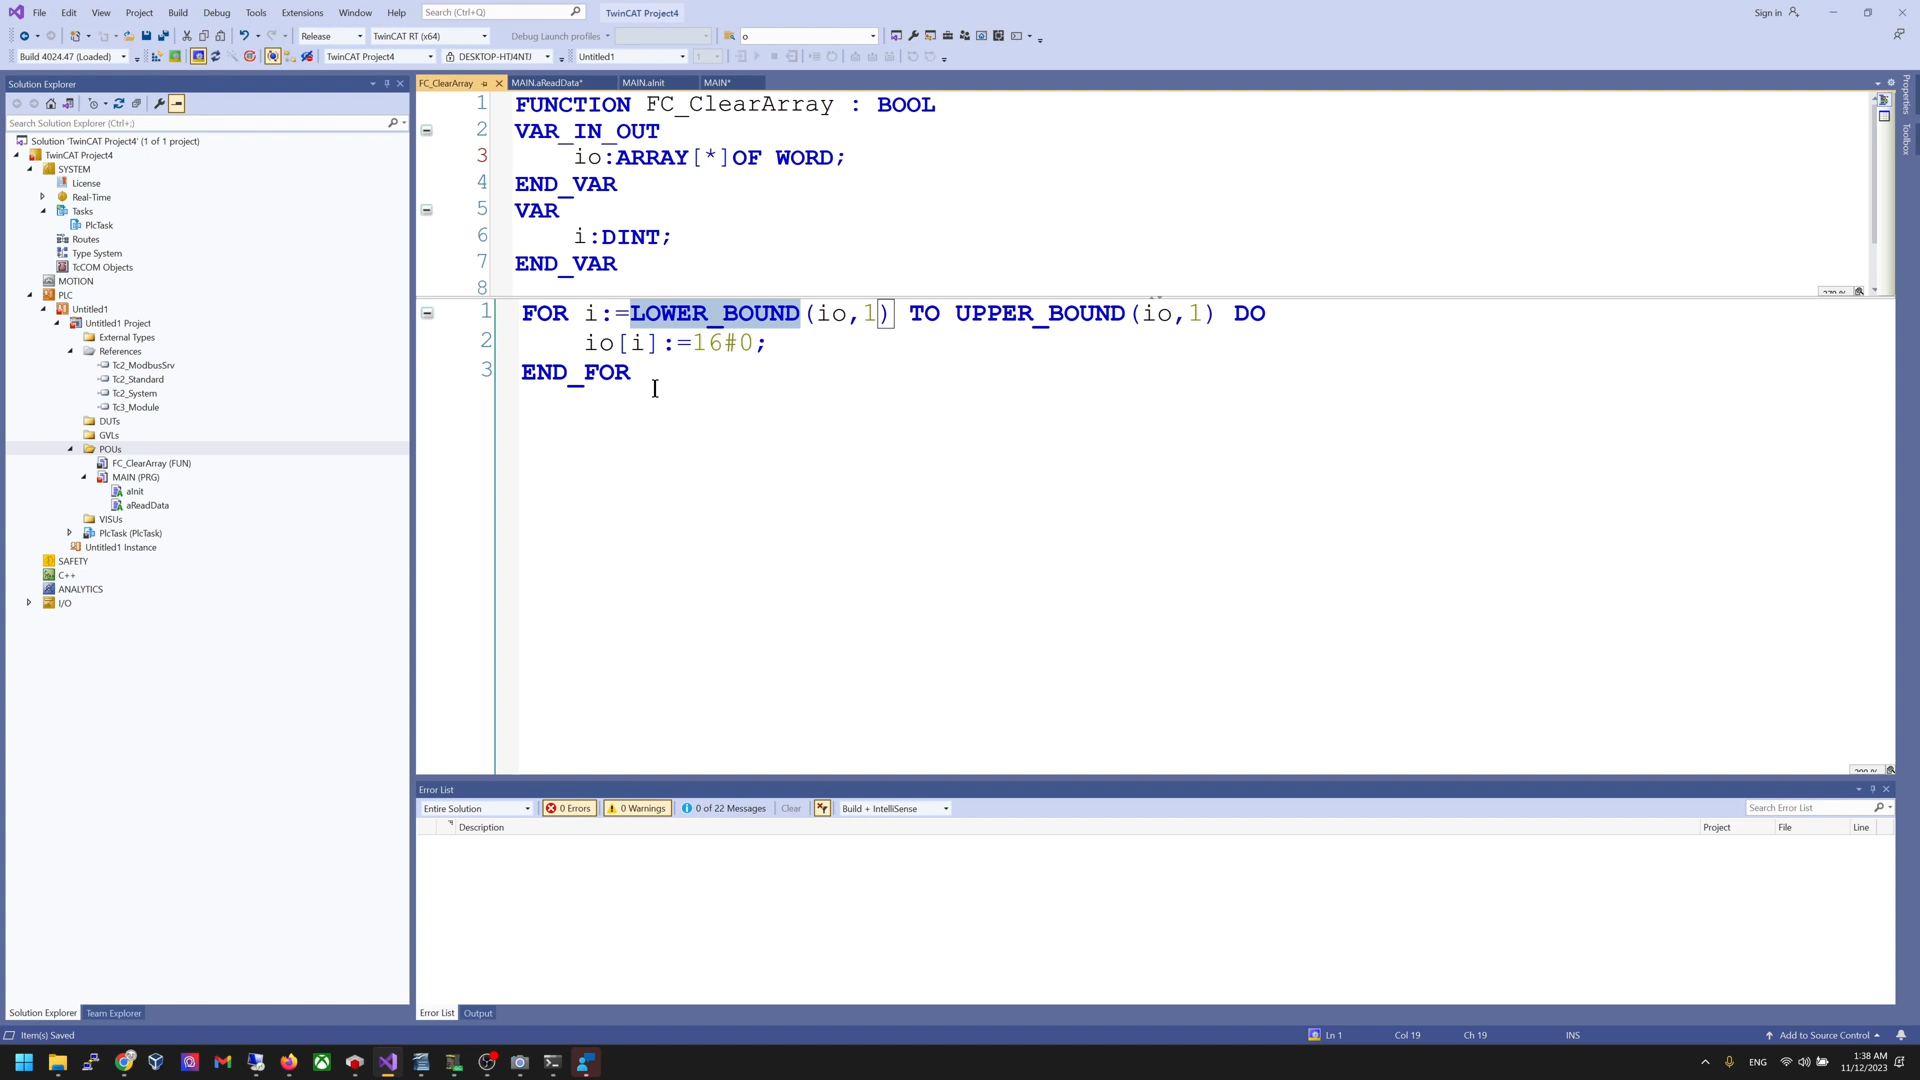 File Edit View Project Build Debug Tools Extensions Window Help Search (Ctrl+Q) TwinCAT Project4 Sign in
Release TwinCAT RT (x64) Debug Launch profiles o
Build 4024.47 (Loaded) TwinCAT Project4 DESKTOP-HTJ4NTJ Untitled1 1
Solution Explorer
Search Solution Explorer (Ctrl+;)
Solution 'TwinCAT Project4' (1 of 1 project)
TwinCAT Project4
SYSTEM
License
Real-Time
Tasks
PlcTask
Routes
Type System
TcCOM Objects
MOTION
PLC
Untitled1
Untitled1 Project
External Types
References
Tc2_ModbusSrv
Tc2_Standard
Tc2_System
Tc3_Module
DUTs
GVLs
POUs
FC_ClearArray (FUN)
MAIN (PRG)
aInit
aReadData
VISUs
PlcTask (PlcTask)
Untitled1 Instance
SAFETY
C++
ANALYTICS
I/O
Solution Explorer Team Explorer
FC_ClearArray MAIN.aReadData* MAIN.aInit MAIN*
1 FUNCTION FC_ClearArray : BOOL
2 VAR_IN_OUT
3 io:ARRAY[*]OF WORD;
4 END_VAR
5 VAR
6 i:DINT;
7 END_VAR
8
1 FOR i:=LOWER_BOUND(io,1) TO UPPER_BOUND(io,1) DO
2 io[i]:=16#0;
3 END_FOR
Properties
Toolbox
Error List
Entire Solution 0 Errors 0 Warnings 0 of 22 Messages Clear Build + IntelliSense Search Error List
Description Project File Line
Error List Output
Item(s) Saved Ln 1 Col 19 Ch 19 INS Add to Source Control
ENG 1:38 AM
11/12/2023